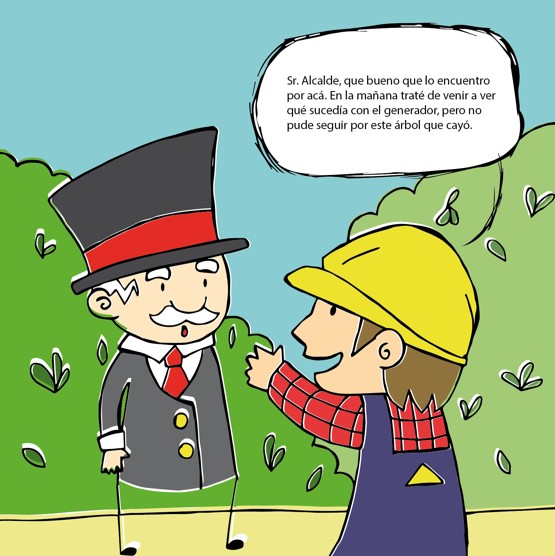 Sr. Alcalde, que bueno que lo encuentro
por acá. En la mañana traté de venir a ver
qué sucedía con el generador, pero no
pude seguir por este árbol que cayó.